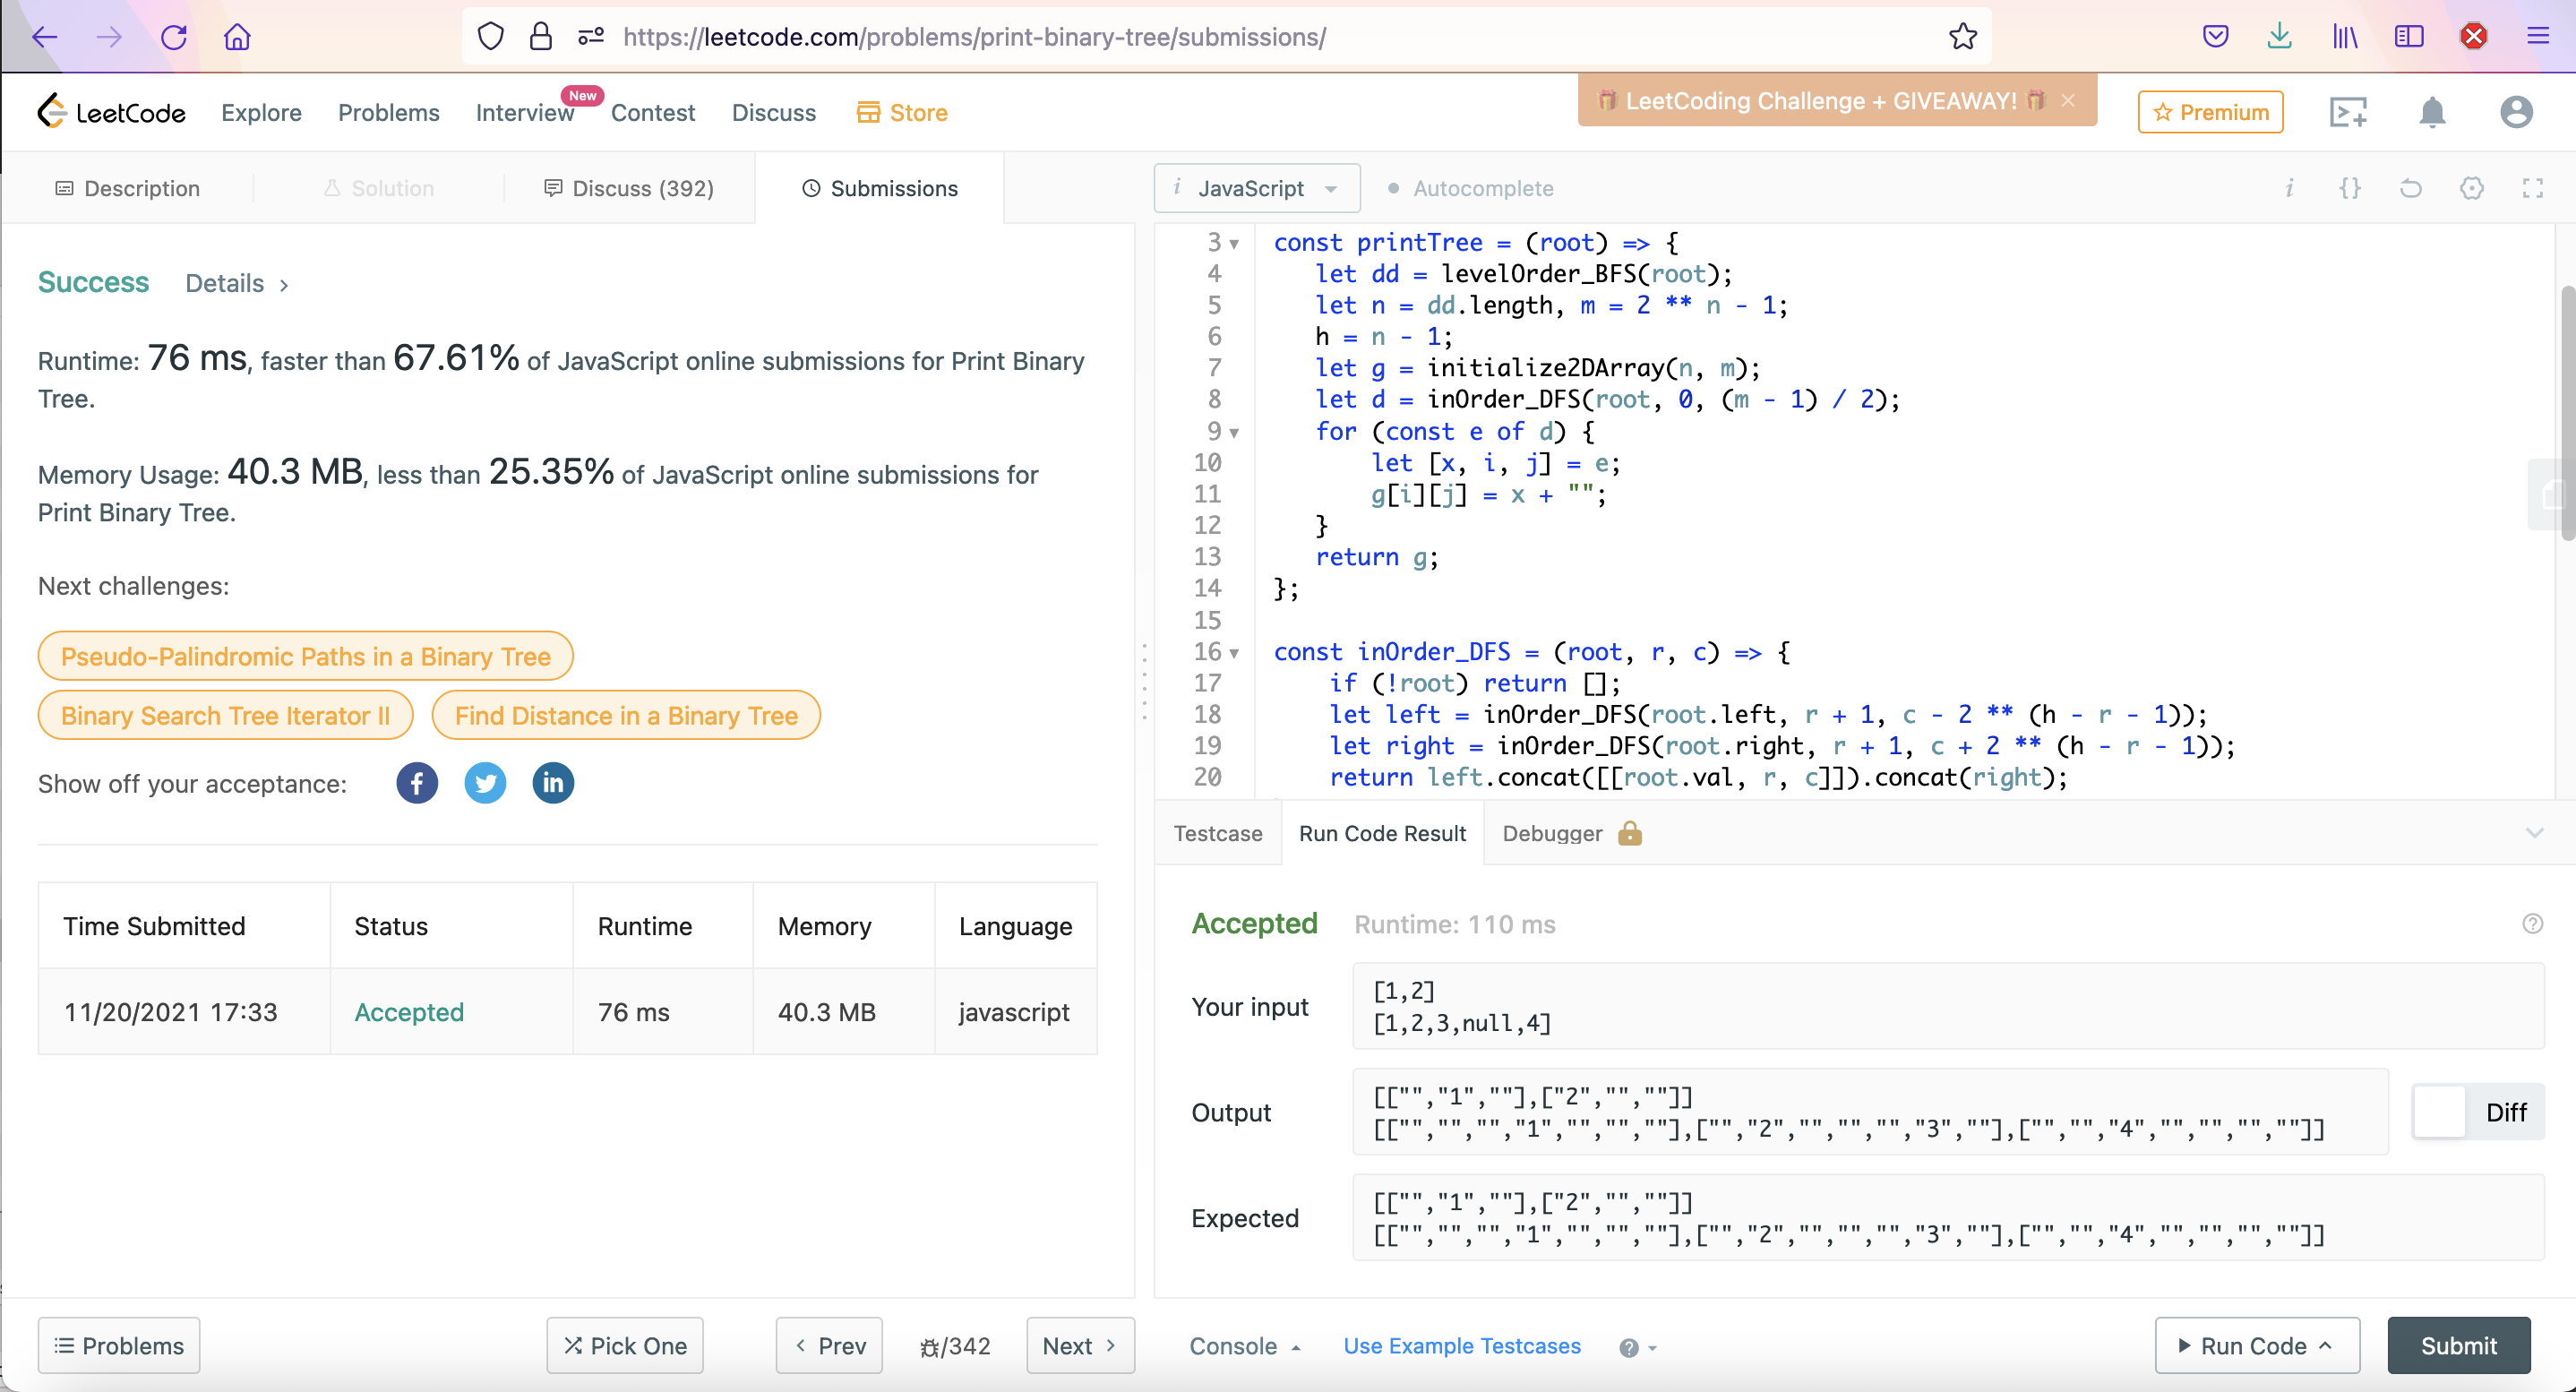 https://leetcode.com/problems/print-binary-tree/submissions/
LeetCode Explore Problems Interview New Contest Discuss Store
LeetCoding Challenge + GIVEAWAY! ×
Premium
Description Solution Discuss (392) Submissions
i JavaScript Autocomplete
Success Details >
Runtime: 76 ms, faster than 67.61% of JavaScript online submissions for Print Binary
Tree.
Memory Usage: 40.3 MB, less than 25.35% of JavaScript online submissions for
Print Binary Tree.
Next challenges:
Pseudo-Palindromic Paths in a Binary Tree
Binary Search Tree Iterator II Find Distance in a Binary Tree
Show off your acceptance:
Time Submitted Status Runtime Memory Language
11/20/2021 17:33 Accepted 76 ms 40.3 MB javascript
3 const printTree = (root) => {
4 let dd = levelOrder_BFS(root);
5 let n = dd.length, m = 2 ** n - 1;
6 h = n - 1;
7 let g = initialize2DArray(n, m);
8 let d = inOrder_DFS(root, 0, (m - 1) / 2);
9 for (const e of d) {
10 let [x, i, j] = e;
11 g[i][j] = x + "";
12 }
13 return g;
14 };
15
16 const inOrder_DFS = (root, r, c) => {
17 if (!root) return [];
18 let left = inOrder_DFS(root.left, r + 1, c - 2 ** (h - r - 1));
19 let right = inOrder_DFS(root.right, r + 1, c + 2 ** (h - r - 1));
20 return left.concat([[root.val, r, c]]).concat(right);
Testcase Run Code Result Debugger
Accepted Runtime: 110 ms
Your input
[1,2]
[1,2,3,null,4]
Output
[["","1",""],["2","",""]]
[["","","","1","","",""],["","2","","","","3",""],["","","4","","","",""]]
Diff
Expected
[["","1",""],["2","",""]]
[["","","","1","","",""],["","2","","","","3",""],["","","4","","","",""]]
Problems Pick One < Prev /342 Next >
Console Use Example Testcases ? Run Code Submit